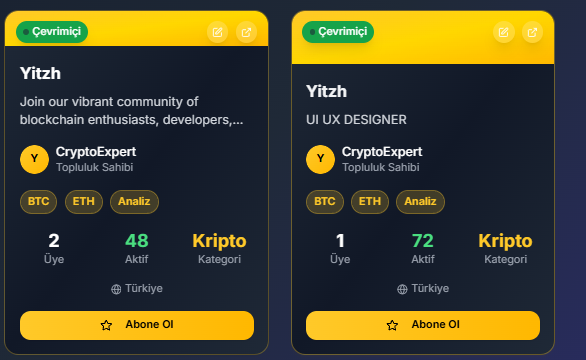 Çevrimiçi
Yitzh
Join our vibrant community of
blockchain enthusiasts, developers,...
Y
CryptoExpert
Topluluk Sahibi
BTC ETH Analiz
2 48 Kripto
Üye Aktif Kategori
Türkiye
Abone Ol
Çevrimiçi
Yitzh
UI UX DESIGNER
Y
CryptoExpert
Topluluk Sahibi
BTC ETH Analiz
1 72 Kripto
Üye Aktif Kategori
Türkiye
Abone Ol